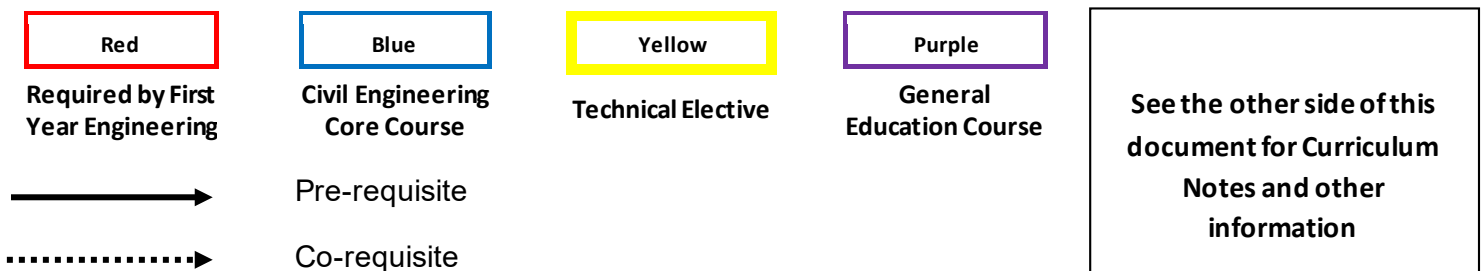 Red
Required by First
Year Engineering
Blue
Civil Engineering
Core Course
Yellow
Technical Elective
Purple
General
Education Course
Pre-requisite
Co-requisite
See the other side of this
document for Curriculum
Notes and other
information